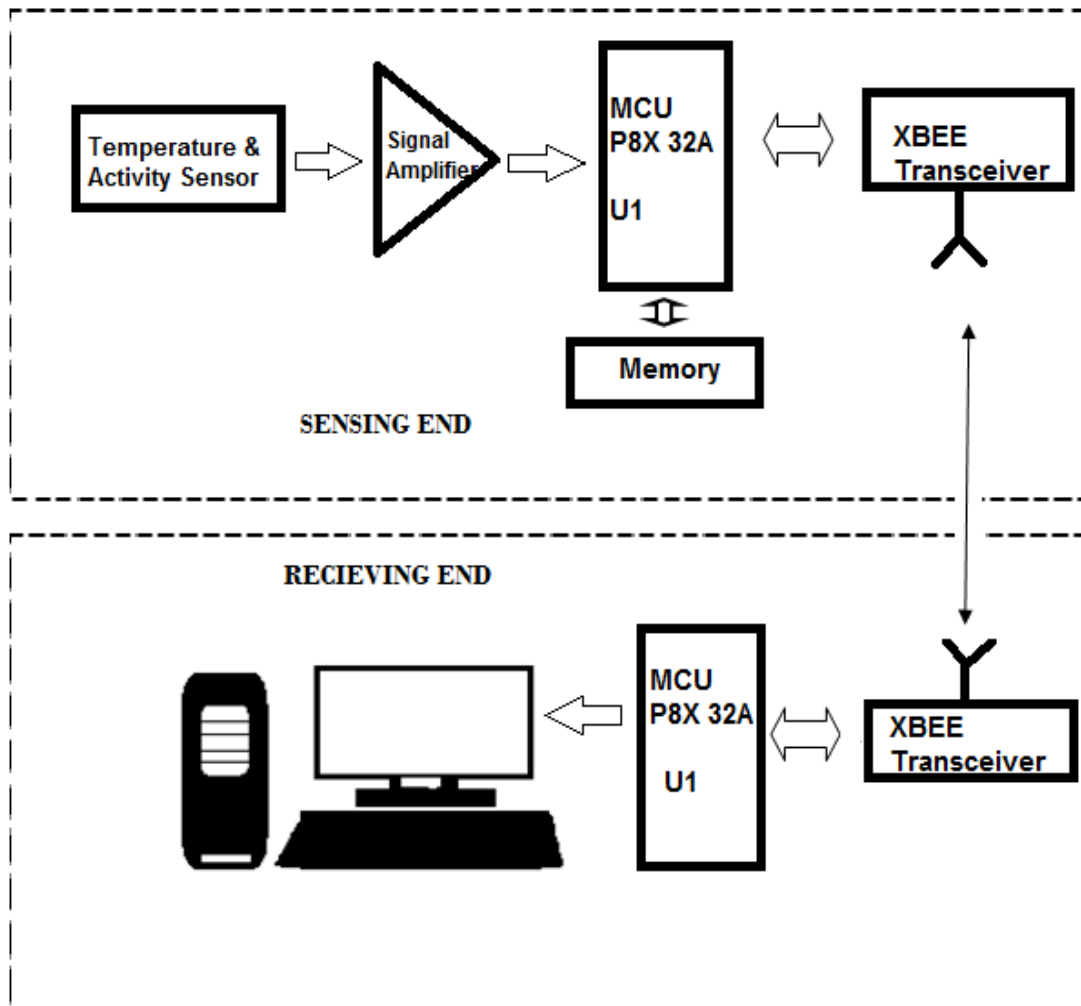 Temperature &
Activity Sensor
Signal
Amplifier
MCU
P8X 32A
U1
XBEE
Transceiver
Memory
SENSING END
RECIEVING END
MCU
P8X 32A
U1
XBEE
Transceiver